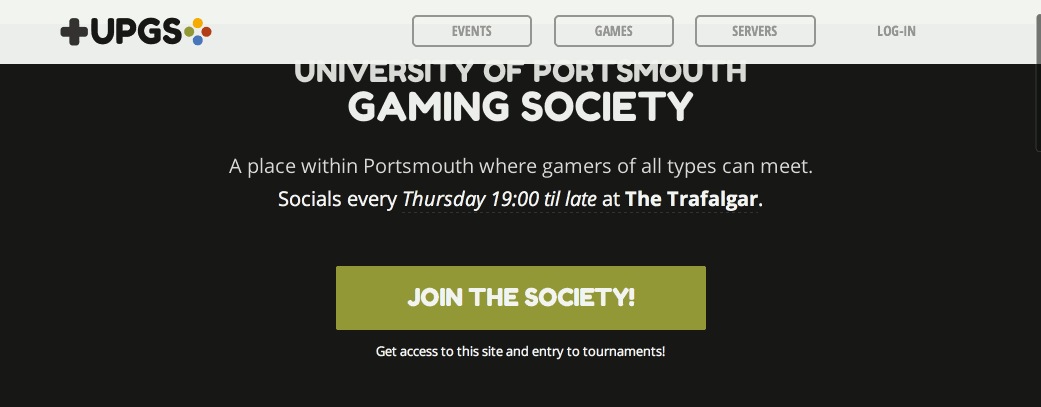 UPGS
EVENTS
GAMES
SERVERS
LOG-IN
UNIVERSITY OF PORTSMOUTH
GAMING SOCIETY
A place within Portsmouth where gamers of all types can meet.
Socials every Thursday 19:00 til late at The Trafalgar.
JOIN THE SOCIETY!
Get access to this site and entry to tournaments!